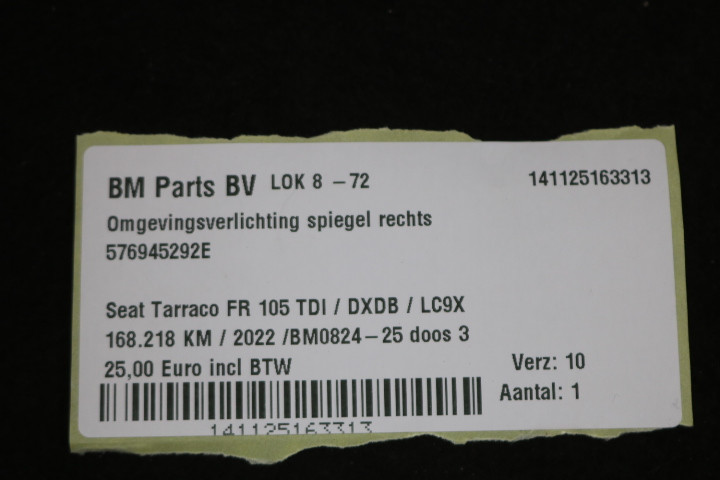 BM Parts BV LOK 8 -72 141125163313
Omgevingsverlichting spiegel rechts
576945292E
Seat Tarraco FR 105 TDI / DXDB / LC9X
168.218 KM / 2022 /BM0824-25 doos 3
25,00 Euro incl BTW Verz: 10
Aantal: 1
141125163313